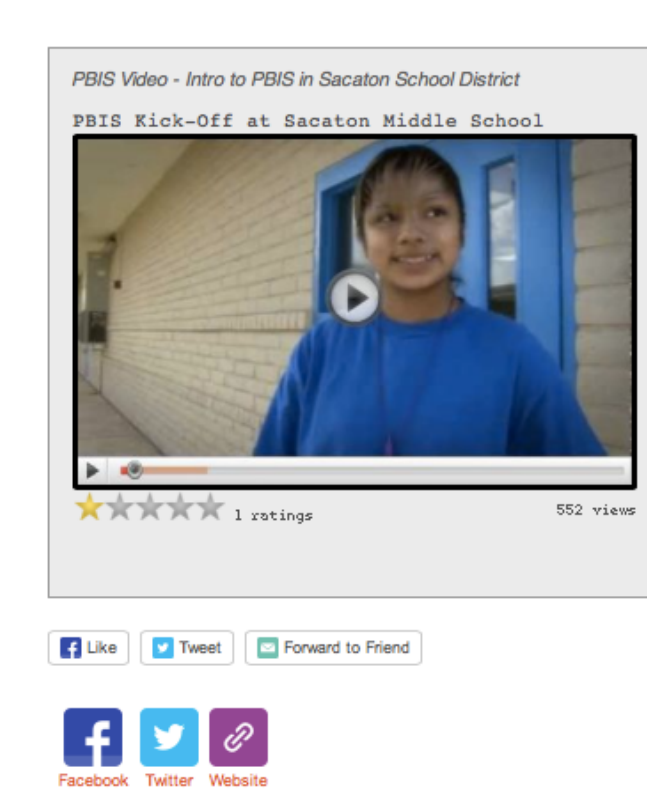 PBIS Video - Intro to PBIS in Sacaton School District
PBIS Kick-Off at Sacaton Middle School
1 ratings 552 views
Like Tweet Forward to Friend
Facebook Twitter Website